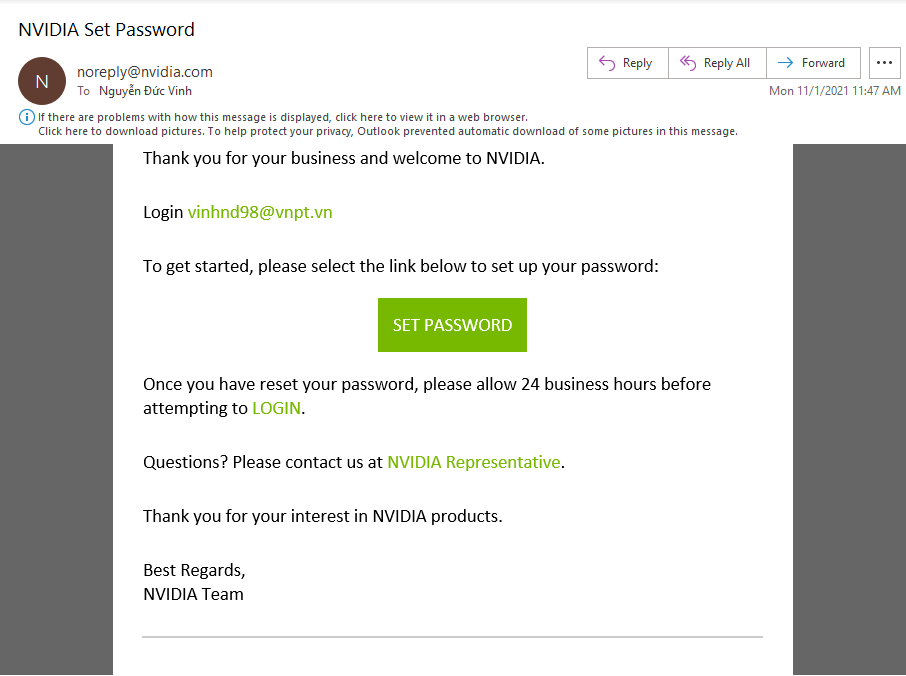 NVIDIA Set Password
N
noreply@nvidia.com
To Nguyễn Đức Vinh
Reply
Reply All
Forward
Mon 11/1/2021 11:47 AM
If there are problems with how this message is displayed, click here to view it in a web browser.
Click here to download pictures. To help protect your privacy, Outlook prevented automatic download of some pictures in this message.
Thank you for your business and welcome to NVIDIA.
Login vinhnd98@vnpt.vn
To get started, please select the link below to set up your password:
SET PASSWORD
Once you have reset your password, please allow 24 business hours before
attempting to LOGIN.
Questions? Please contact us at NVIDIA Representative.
Thank you for your interest in NVIDIA products.
Best Regards,
NVIDIA Team